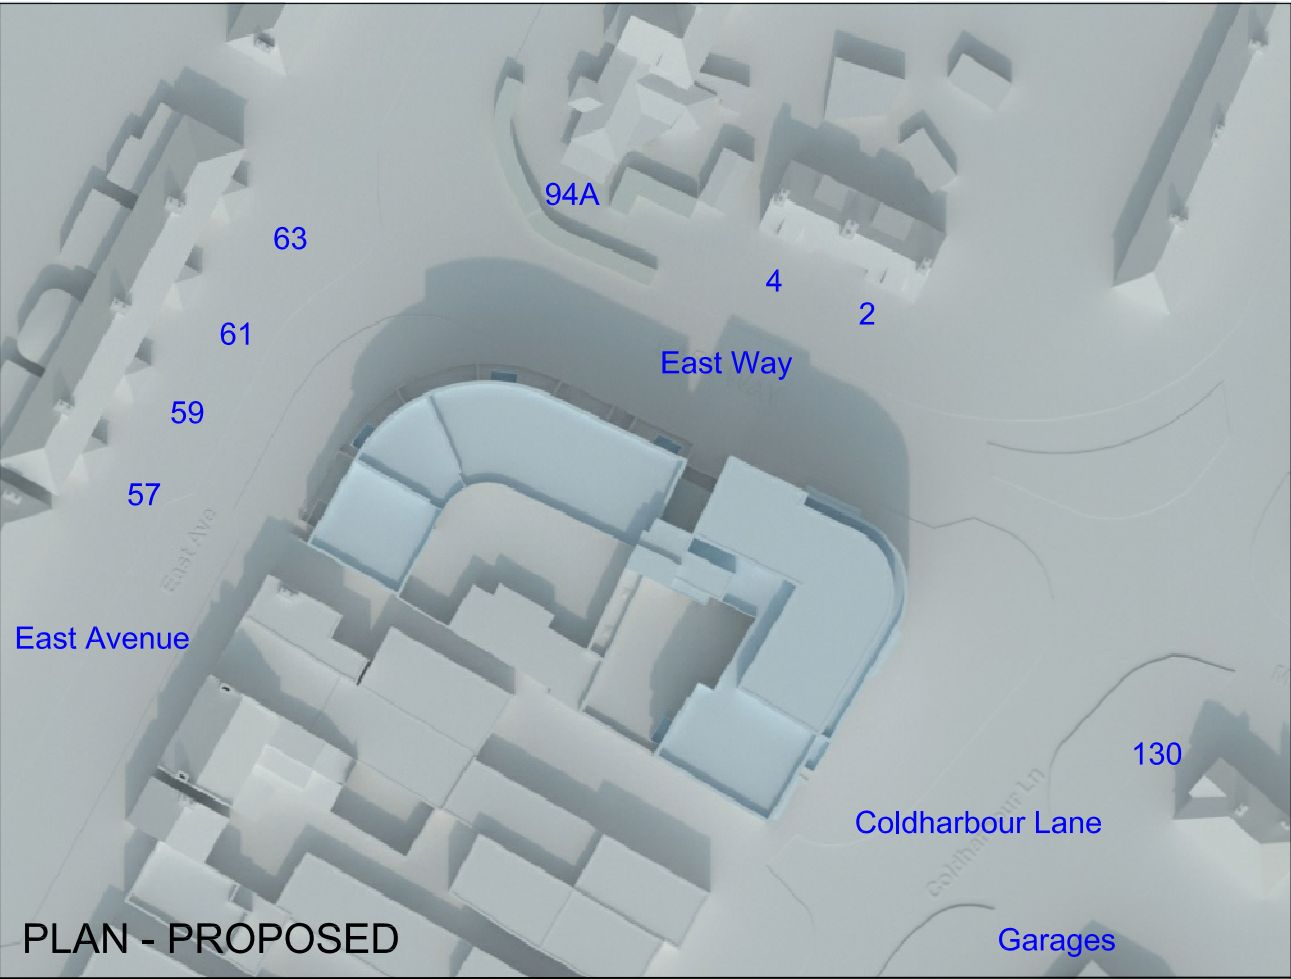 94A
63
4
2
61
East Way
59
57
East Ave
East Avenue
130
Coldharbour Lane
Coldharbour Ln
PLAN - PROPOSED
Garages